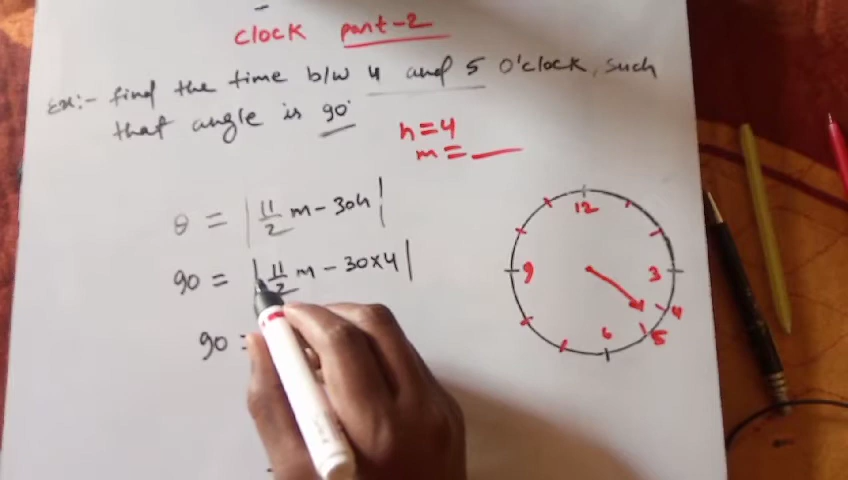 clock part-2
Ex:- find the time b/w 4 and 5 O'clock, such
that angle is 90°
h=4
m=__
θ = |11/2 m - 30h|
90 = |11/2 m - 30×4|
90 =
12
9
3
4
5
6